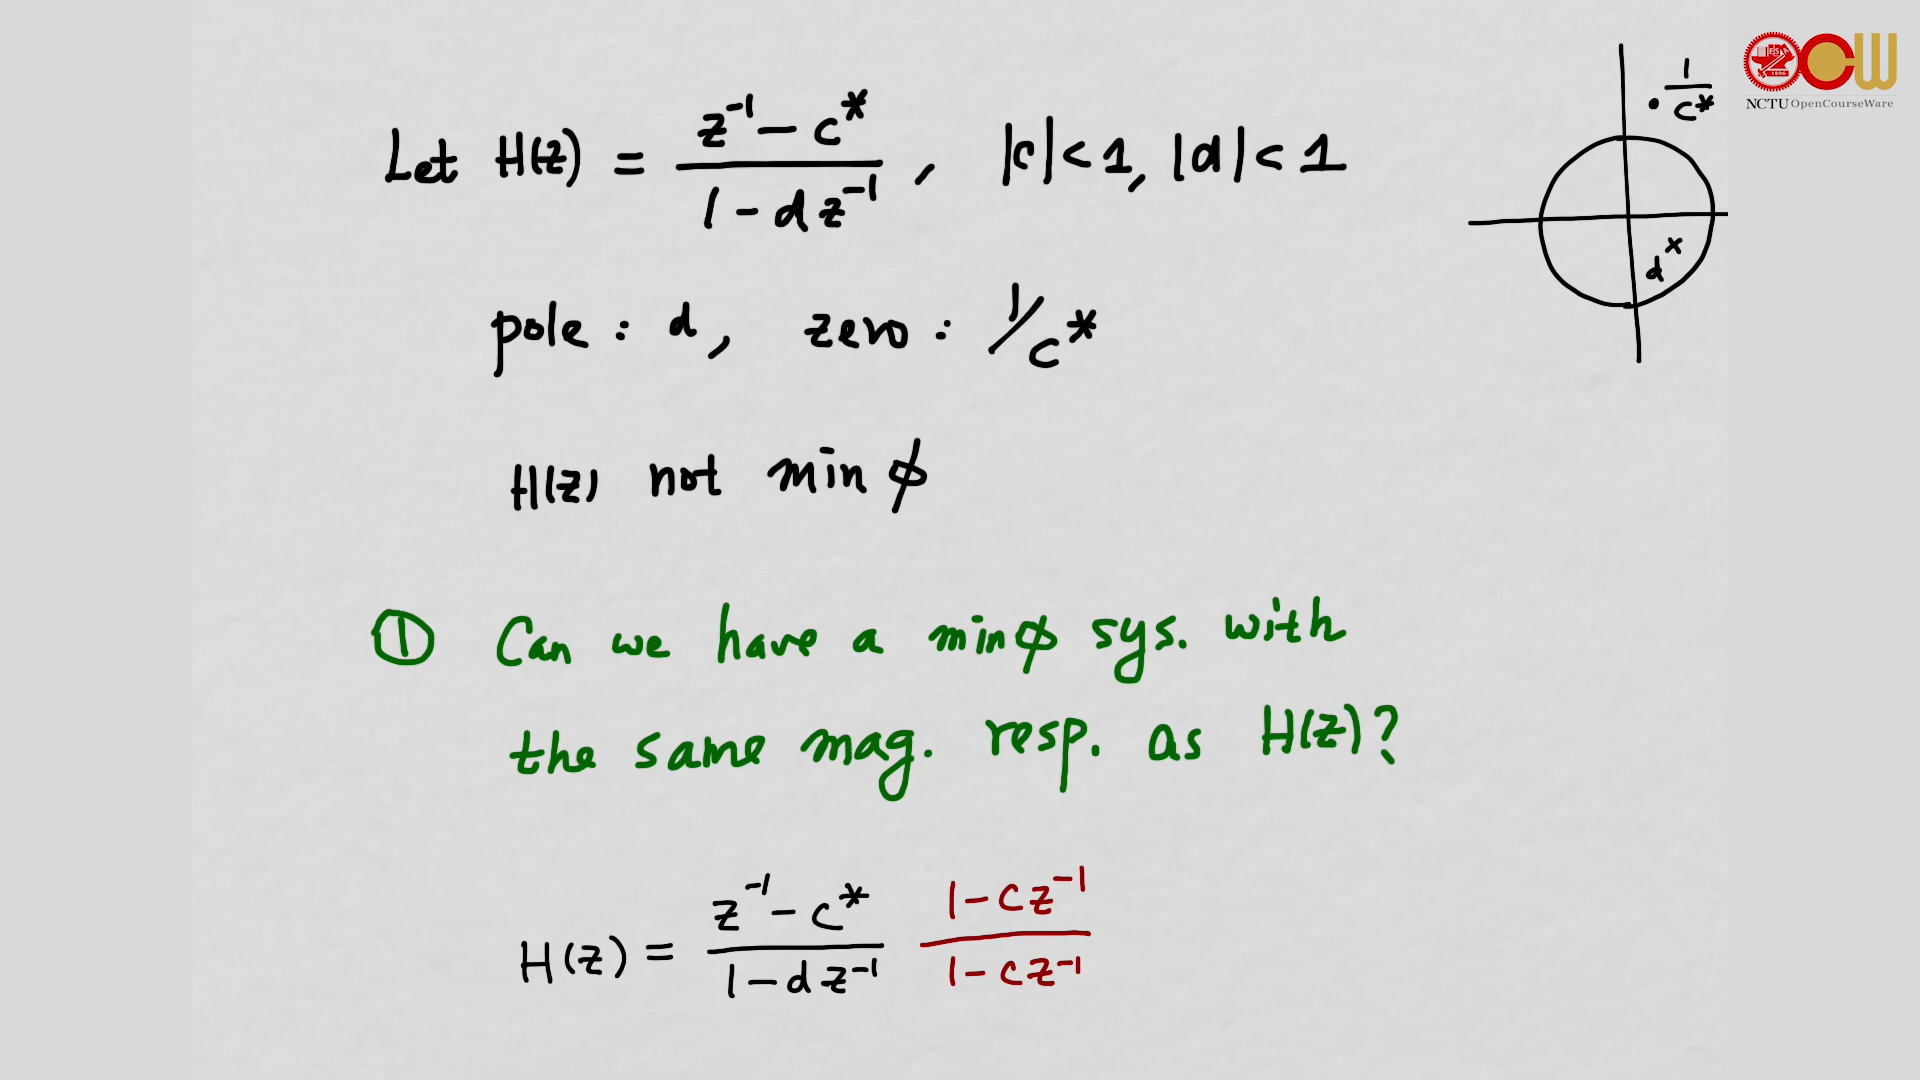 Let H(z) = (z⁻¹ − c*) / (1 − dz⁻¹) , |c| < 1, |d| < 1
1/c*
d
NCTU OpenCourseWare
pole : d, zero : 1/c*
H(z) not min ϕ
① Can we have a min ϕ sys. with
the same mag. resp. as H(z)?
H(z) = (z⁻¹ − c*) / (1 − dz⁻¹) (1 − cz⁻¹) / (1 − cz⁻¹)